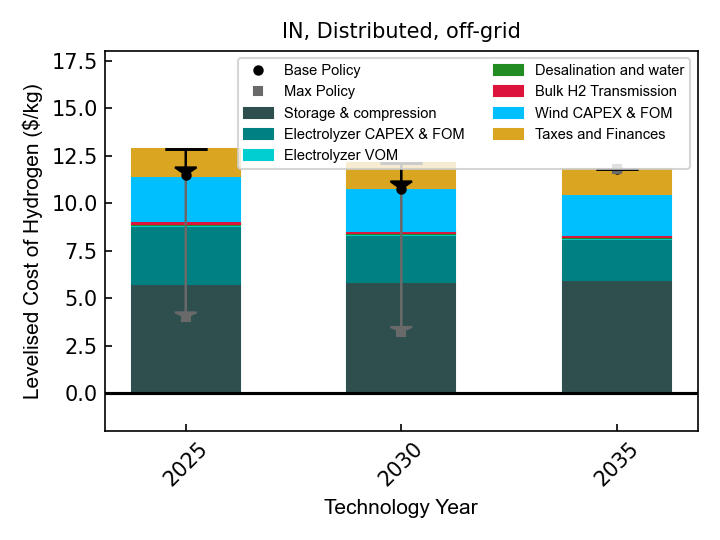 IN, Distributed, off-grid
Levelised Cost of Hydrogen ($/kg)
17.5
15.0
12.5
10.0
7.5
5.0
2.5
0.0
Base Policy
Max Policy
Storage & compression
Electrolyzer CAPEX & FOM
Electrolyzer VOM
Desalination and water
Bulk H2 Transmission
Wind CAPEX & FOM
Taxes and Finances
2025
2030
2035
Technology Year